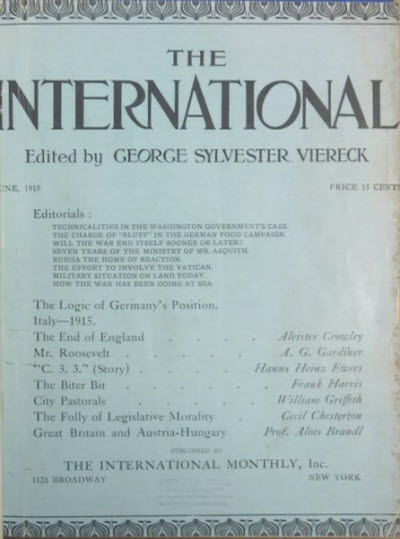 THE
INTERNATIONAL
Edited by GEORGE SYLVESTER VIERECK
UNE, 1915 PRICE 15 CENT
Editorials :
TECHNICALITIES IN THE WASHINGTON GOVERNMENT'S CASE.
THE CHARGE OF "BLUFF" IN THE GERMAN FOOD CAMPAIGN.
WILL THE WAR END ITSELF SOONER OR LATER?
SEVEN YEARS OF THE MINISTRY OF MR. ASQUITH.
RUSSIA THE HOME OF REACTION.
THE EFFORT TO INVOLVE THE VATICAN.
MILITARY SITUATION ON LAND TODAY.
HOW THE WAR HAS BEEN GOING AT SEA
The Logic of Germany's Position.
Italy—1915.
The End of England . . . . Aleister Crowley
Mr. Roosevelt . . . . A. G. Gardiner
"C. 3. 3." (Story) . . . . Hanns Heinz Ewers
The Biter Bit . . . . Frank Harris
City Pastorals . . . . William Griffith
The Folly of Legislative Morality . Cecil Chesterton
Great Britain and Austria-Hungary Prof. Alois Brandl
PUBLISHED BY
THE INTERNATIONAL MONTHLY, Inc.
1123 BROADWAY NEW YORK